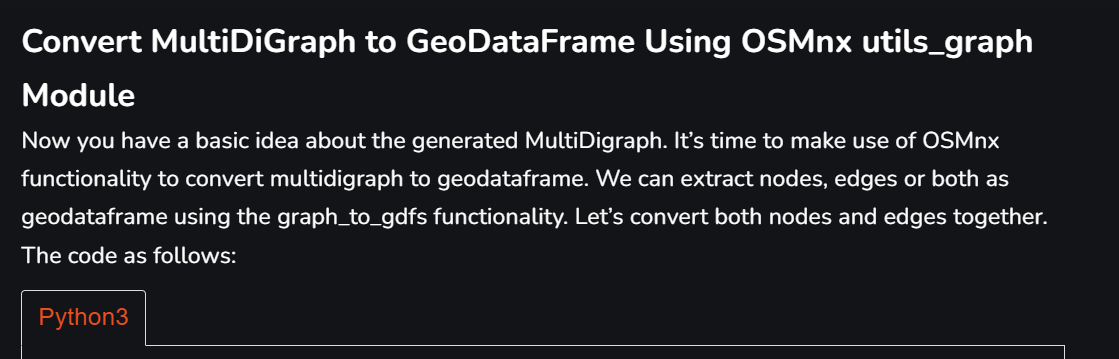 Convert MultiDiGraph to GeoDataFrame Using OSMnx utils_graph
Module
Now you have a basic idea about the generated MultiDigraph. It’s time to make use of OSMnx
functionality to convert multidigraph to geodataframe. We can extract nodes, edges or both as
geodataframe using the graph_to_gdfs functionality. Let’s convert both nodes and edges together.
The code as follows:
Python3